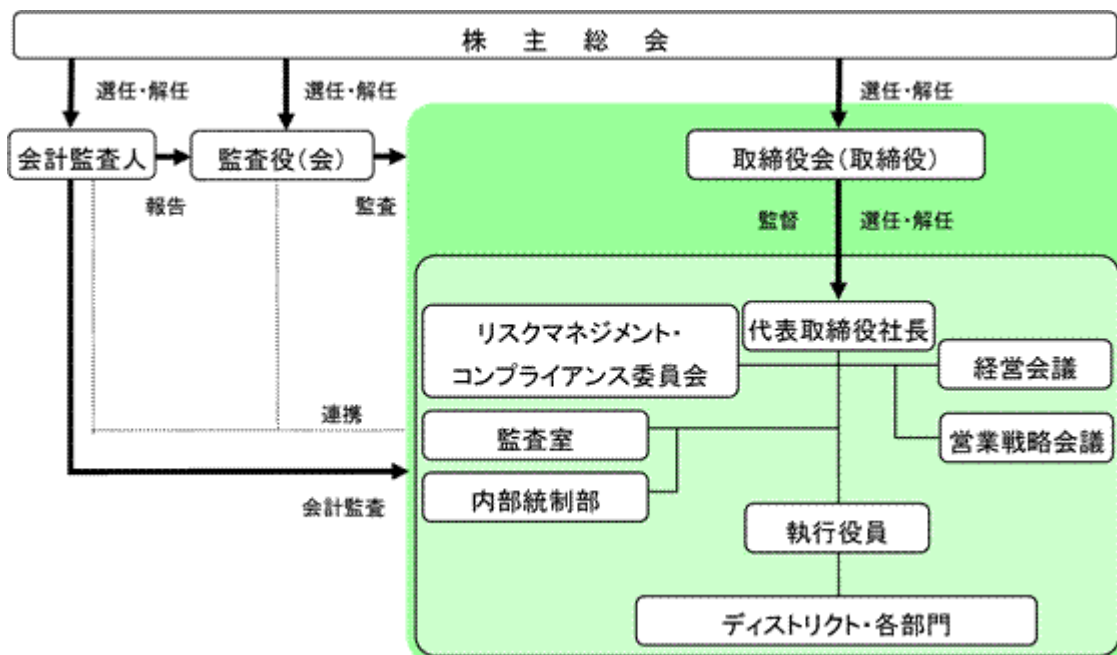 株主総会
選任・解任
選任・解任
選任・解任
会計監査人
監査役(会)
取締役会(取締役)
報告
監査
監督
選任・解任
リスクマネジメント・
コンプライアンス委員会
代表取締役社長
経営会議
連携
監査室
営業戦略会議
会計監査
内部統制部
執行役員
ディストリクト・各部門